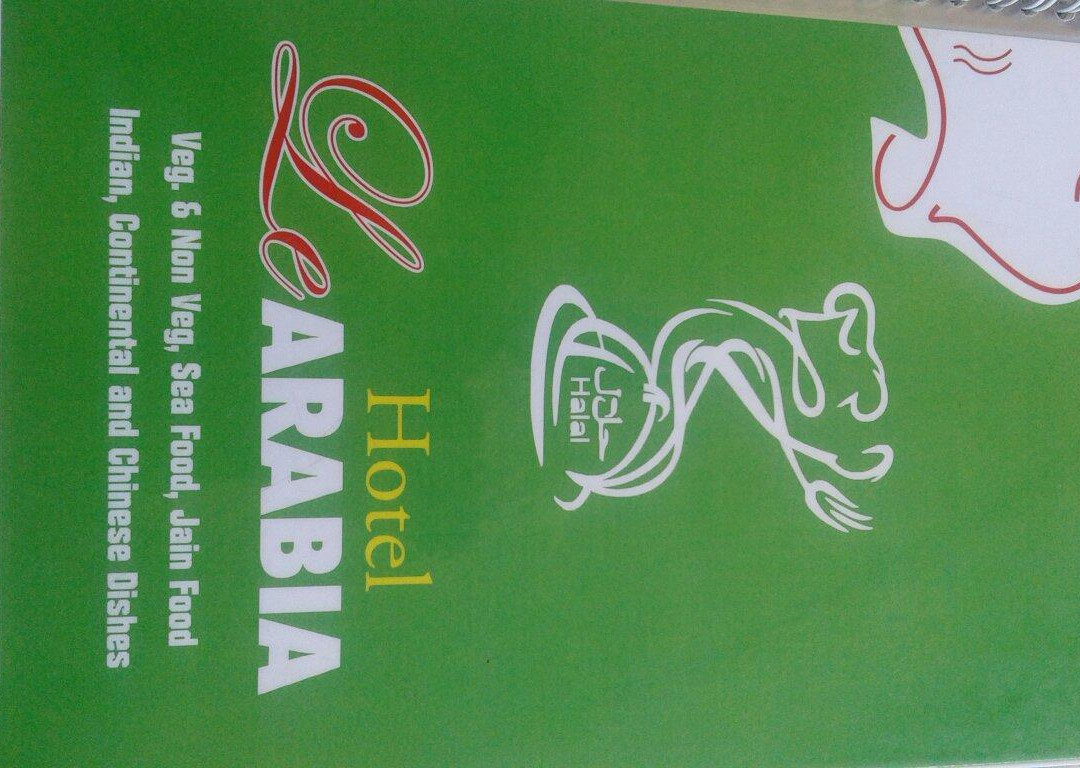 حلال
Halal
Hotel
Le ARABIA
Veg. & Non Veg, Sea Food, Jain Food
Indian, Continental and Chinese Dishes